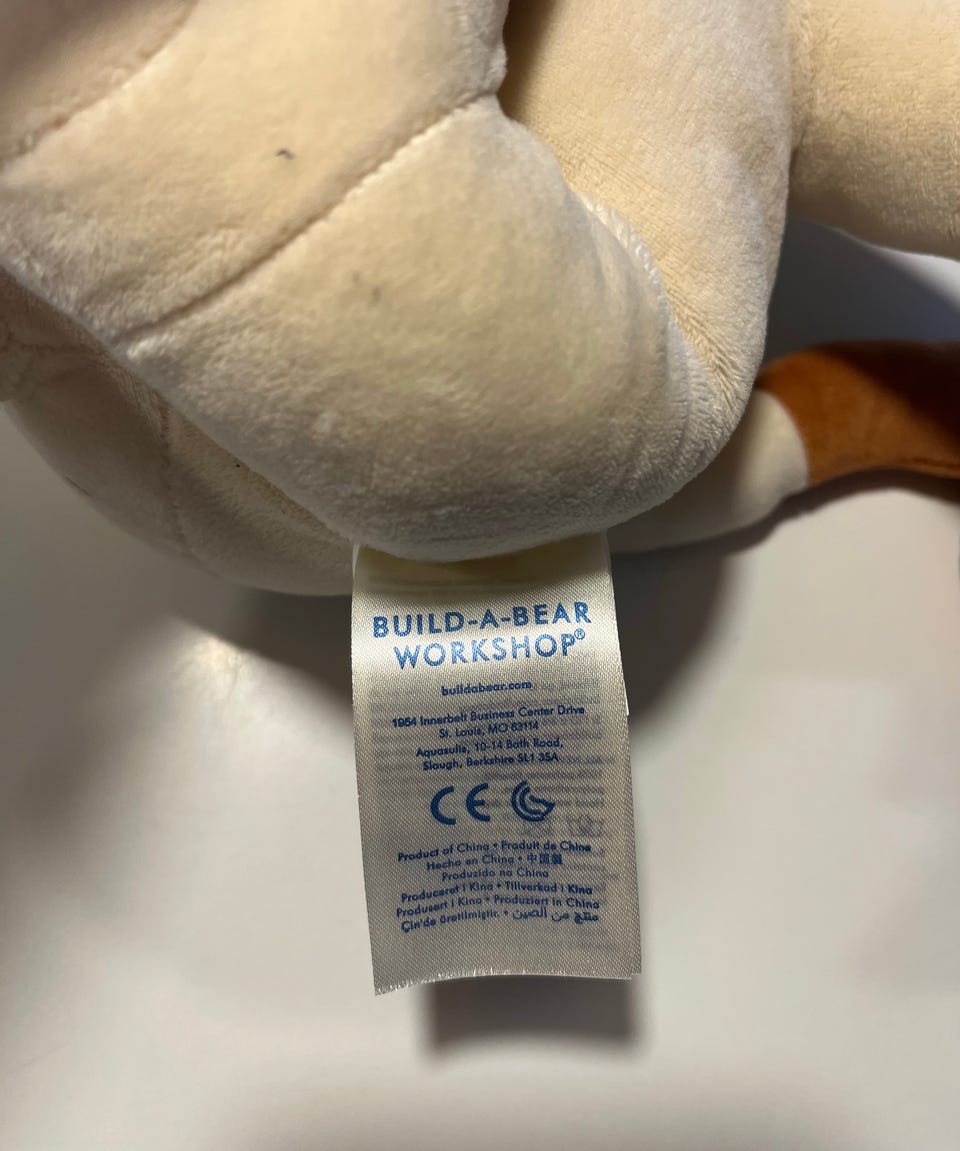 BUILD-A-BEAR
WORKSHOP®
buildabear.com
1954 Innerbelt Business Center Drive
St. Louis, MO 63114
Aquasulis, 10-14 Bath Road,
Slough, Berkshire SL1 3SA
CE
Product of China • Produit de Chine
Hecho en China • 中国製
Produzido na China
Produceret i Kina • Tillverkad i Kina
Produsert i Kina • Produziert in China
Çin'de üretilmiştir. • منتج من الصين